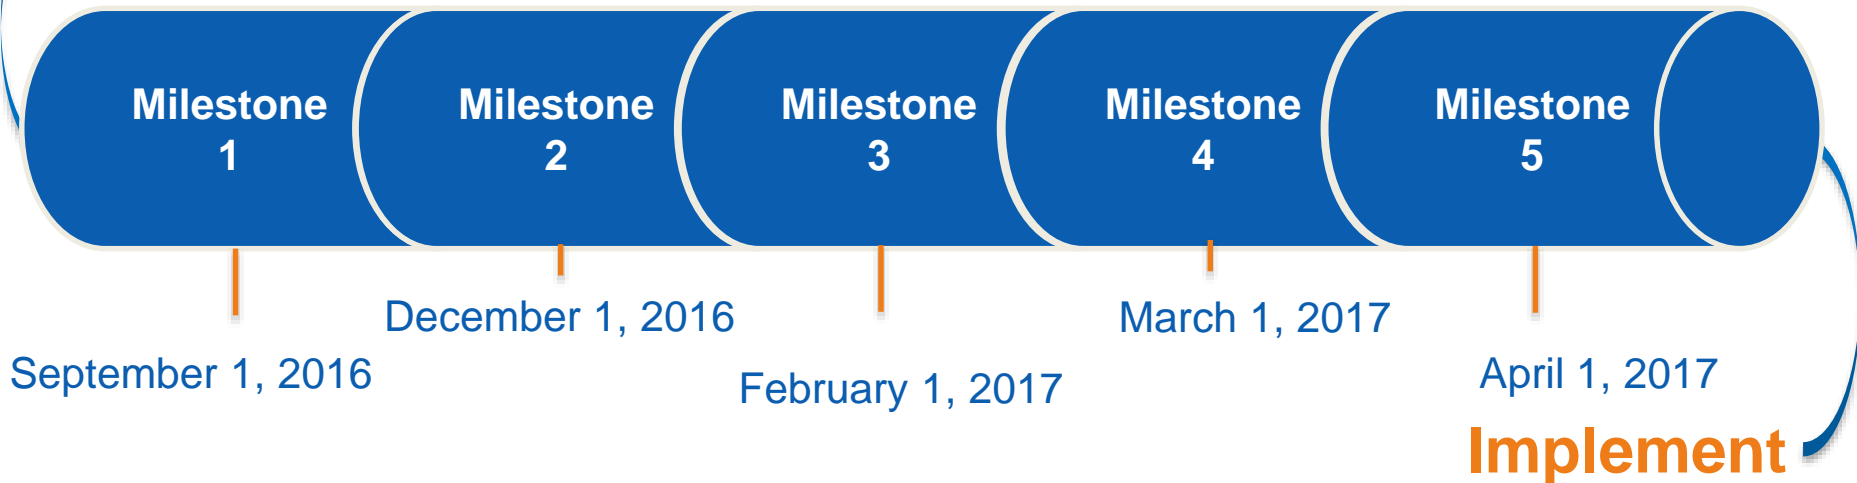 Milestone
1
Milestone
2
Milestone
3
Milestone
4
Milestone
5
September 1, 2016
December 1, 2016
February 1, 2017
March 1, 2017
April 1, 2017
Implement